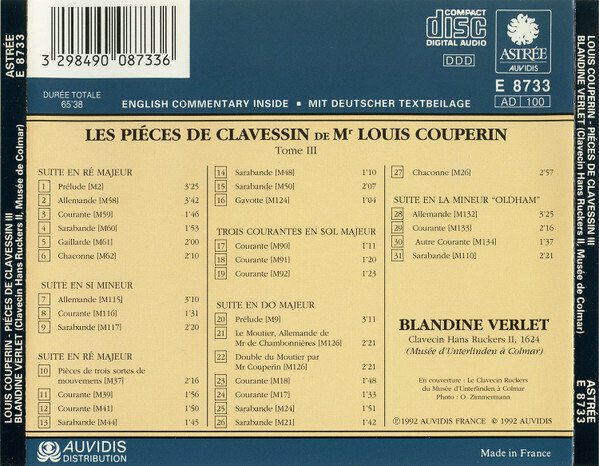 ASTRÉE
E 8733
LOUIS COUPERIN - PIÉCES DE CLAVESSIN III
BLANDINE VERLET (Clavecin Hans Ruckers II, Musée de Colmar)
3 298490 087336
COMPACT
disc
DIGITAL AUDIO
DDD
ASTRÉE
AUVIDIS
E 8733
AD 100
DURÉE TOTALE
65'38
ENGLISH COMMENTARY INSIDE ■ MIT DEUTSCHER TEXTBEILAGE
LES PIÉCES DE CLAVESSIN DE Mr LOUIS COUPERIN
Tome III
SUITE EN RÉ MAJEUR
1 Prélude [M2] 3'25
2 Allemande [M58] 3'42
3 Courante [M59] 1'46
4 Sarabande [M60] 1'53
5 Gaillarde [M61] 2'00
6 Chaconne [M62] 2'10
SUITE EN SI MINEUR
7 Allemande [M115] 3'10
8 Courante [M116] 1'31
9 Sarabande [M117] 2'20
SUITE EN RÉ MAJEUR
10 Pièces de trois sortes de
mouvemens [M37] 2'16
11 Courante [M39] 1'56
12 Courante [M41] 1'50
13 Sarabande [M44] 1'45
14 Sarabande [M48] 1'10
15 Sarabande [M50] 2'07
16 Gavotte [M124] 1'04
TROIS COURANTES EN SOL MAJEUR
17 Courante [M90] 1'11
18 Courante [M91] 1'20
19 Courante [M92] 1'23
SUITE EN DO MAJEUR
20 Prélude [M9] 3'11
21 Le Moutier, Allemande de
Mr de Chambonnières [M126] 2'21
22 Double du Moutier par
Mr Couperin [M126] 2'21
23 Courante [M18] 1'48
24 Courante [M17] 1'33
25 Sarabande [M24] 1'51
26 Sarabande [M21] 1'42
27 Chaconne [M26] 2'57
SUITE EN LA MINEUR "OLDHAM"
28 Allemande [M132] 3'25
29 Courante [M133] 2'16
30 Autre Courante [M134] 1'37
31 Sarabande [M110] 2'21
BLANDINE VERLET
Clavecin Hans Ruckers II, 1624
(Musée d'Unterlinden à Colmar)
En couverture : Le Clavecin Ruckers
du Musée d'Unterlinden à Colmar
Photo : O. Zimmermann
℗1992 AUVIDIS FRANCE © 1992 AUVIDIS
AUVIDIS
DISTRIBUTION
Made in France
LOUIS COUPERIN - PIÉCES DE CLAVESSIN III
BLANDINE VERLET (Clavecin Hans Ruckers II, Musée de Colmar)
ASTRÉE
E 8733